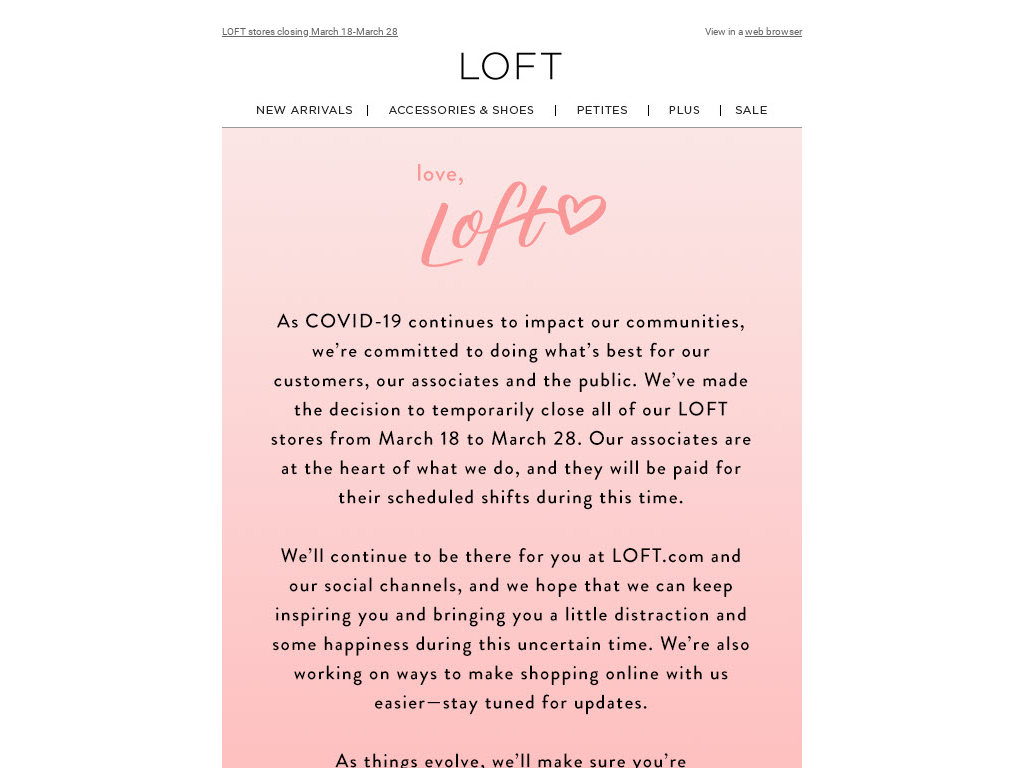 LOFT stores closing March 18-March 28
View in a web browser
LOFT
NEW ARRIVALS | ACCESSORIES & SHOES | PETITES | PLUS | SALE
love,
Loft
As COVID-19 continues to impact our communities,
we're committed to doing what's best for our
customers, our associates and the public. We've made
the decision to temporarily close all of our LOFT
stores from March 18 to March 28. Our associates are
at the heart of what we do, and they will be paid for
their scheduled shifts during this time.
We'll continue to be there for you at LOFT.com and
our social channels, and we hope that we can keep
inspiring you and bringing you a little distraction and
some happiness during this uncertain time. We're also
working on ways to make shopping online with us
easier—stay tuned for updates.
As things evolve, we'll make sure you're